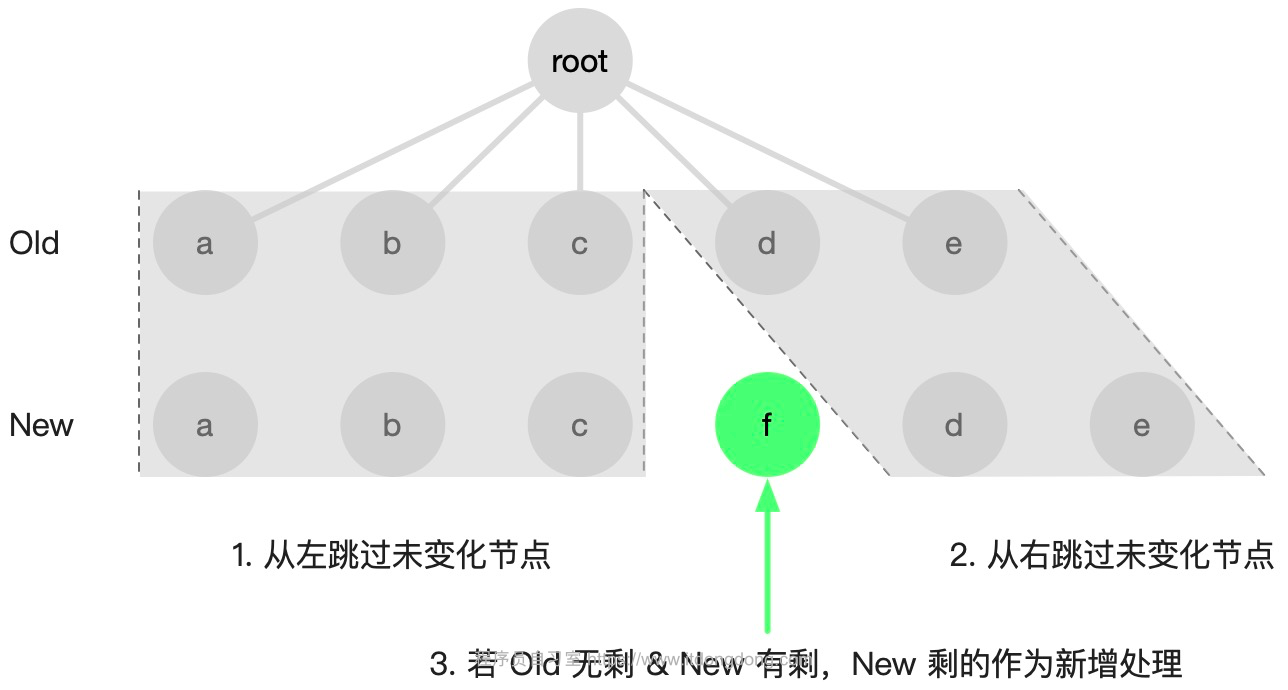 root
Old a b c d e
New a b c f d e
1. 从左跳过未变化节点
2. 从右跳过未变化节点
3. 若 Old 无剩 & New 有剩，New 剩的作为新增处理